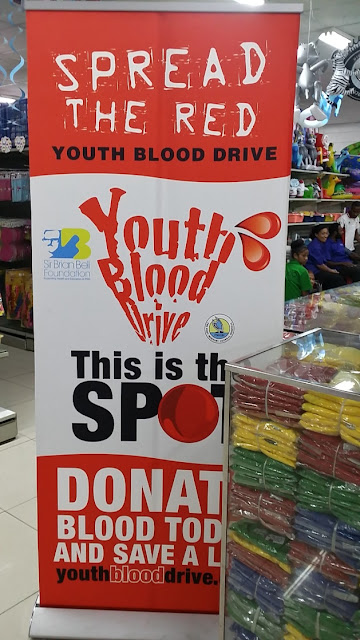 SPREAD
THE RED
YOUTH BLOOD DRIVE
Youth
Blood
Drive
Sir Brian Bell
Foundation
This is th
SPOT
DONAT
BLOOD TOD
AND SAVE A L
youthblooddrive.